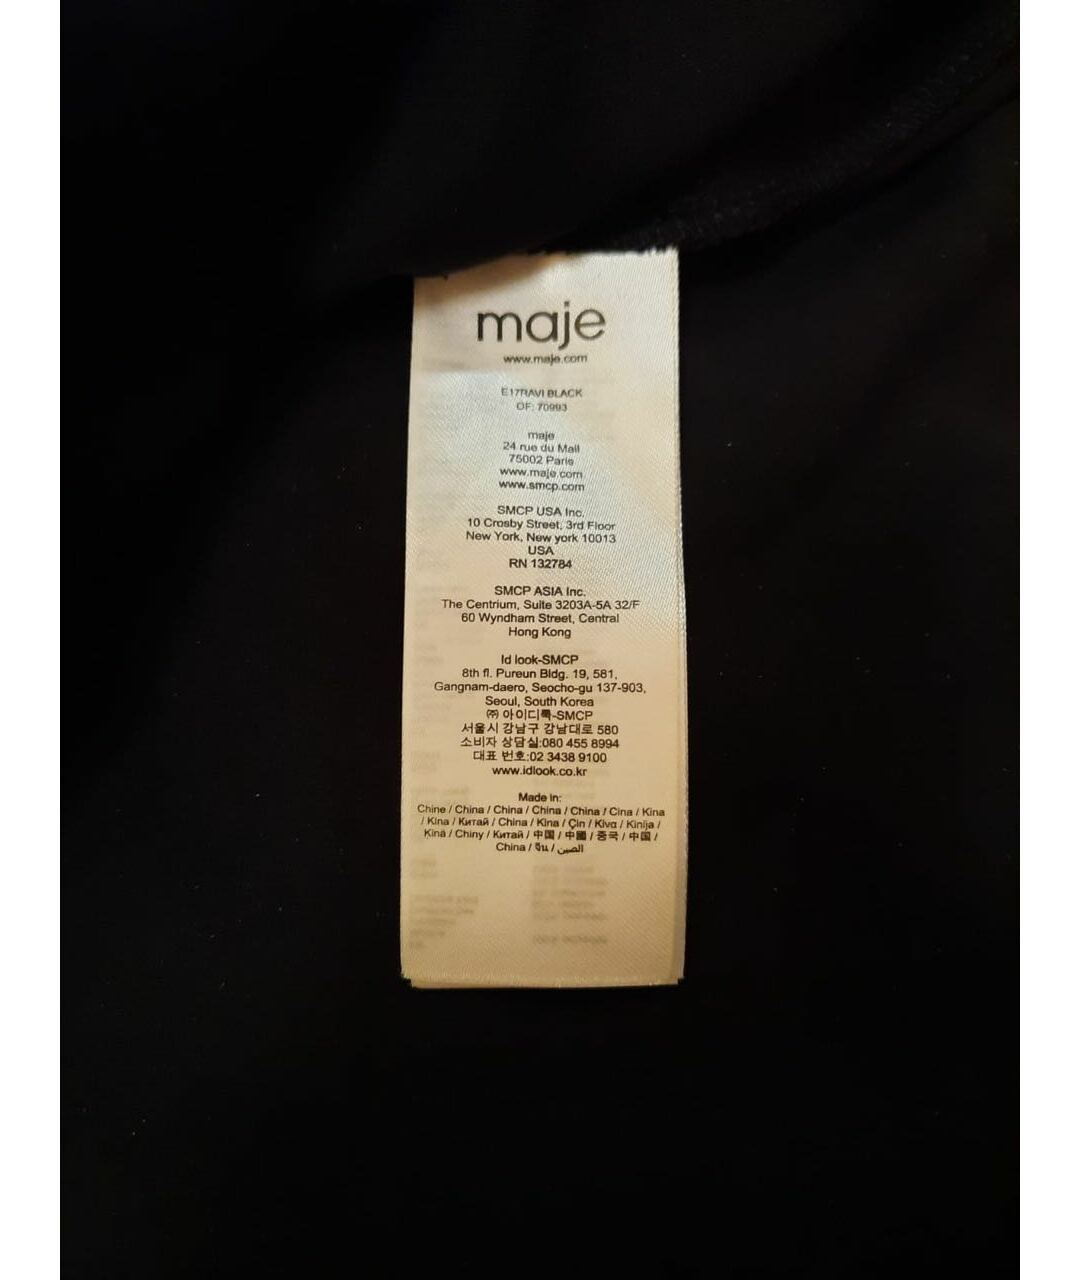 maje
www.maje.com
E17RAVI BLACK
OF: 70993
maje
24 rue du Mail
75002 Paris
www.maje.com
www.smcp.com
SMCP USA Inc.
10 Crosby Street, 3rd Floor
New York, New york 10013
USA
RN 132784
SMCP ASIA Inc.
The Centrium, Suite 3203A-5A 32/F
60 Wyndham Street, Central
Hong Kong
Id look-SMCP
8th fl. Pureun Bldg. 19, 581,
Gangnam-daero, Seocho-gu 137-903,
Seoul, South Korea
㈜ 아이디룩-SMCP
서울시 강남구 강남대로 580
소비자 상담실:080 455 8994
대표 번호:02 3438 9100
www.idlook.co.kr
Made in:
Chine / China / China / China / China / Cina / Kina
/ Kina / Китай / China / Kina / Çin / Kíva / Kinija /
Kina / Chiny / Китай / 中国 / 中國 / 중국 / 中国 /
China / จีน / الصين